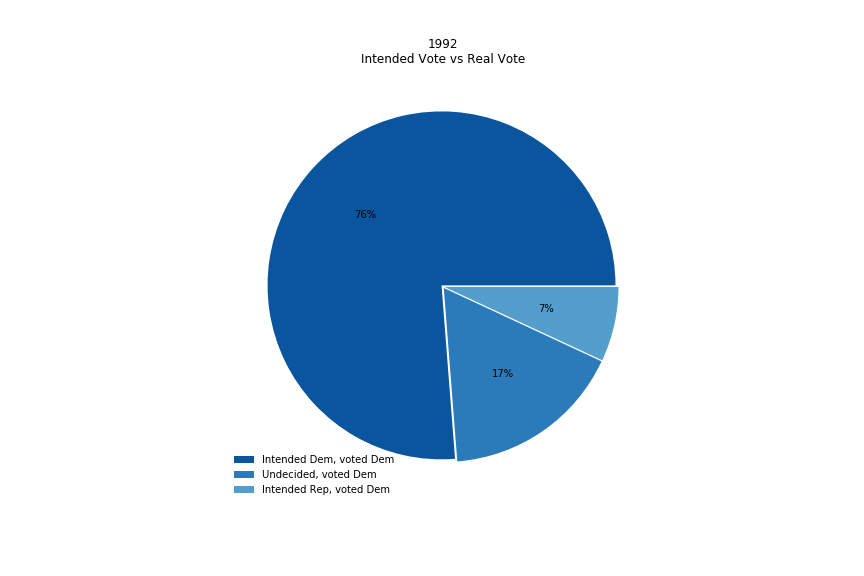 1992
Intended Vote vs Real Vote
76%
7%
17%
Intended Dem, voted Dem
Undecided, voted Dem
Intended Rep, voted Dem